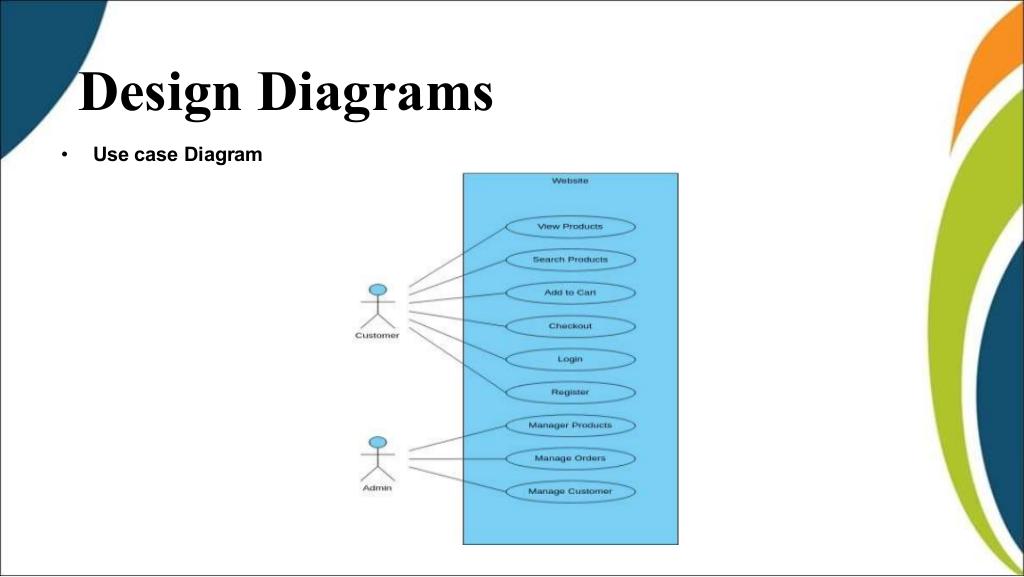 Design Diagrams
• Use case Diagram
Website
View Products
Search Products
Add to Cart
Checkout
Login
Register
Manager Products
Manage Orders
Manage Customer
Customer
Admin